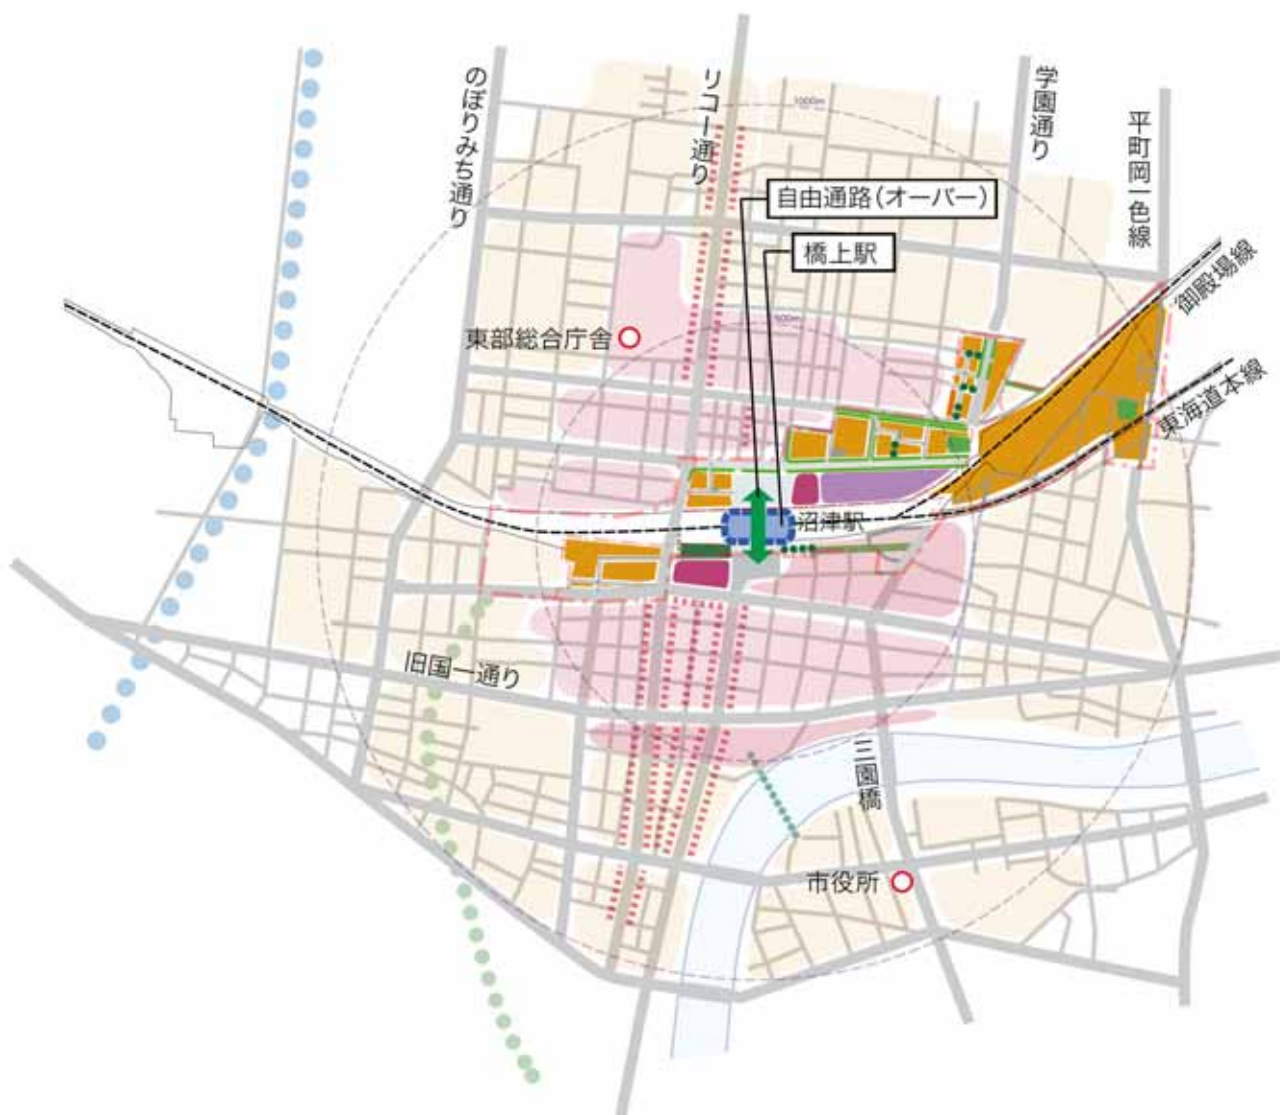 のぼりみち通り
リコー通り
学園通り
平町岡一色線
1000m
自由通路(オーバー)
橋上駅
御殿場線
500m
東部総合庁舎
東海道本線
沼津駅
旧国一通り
三園橋
市役所